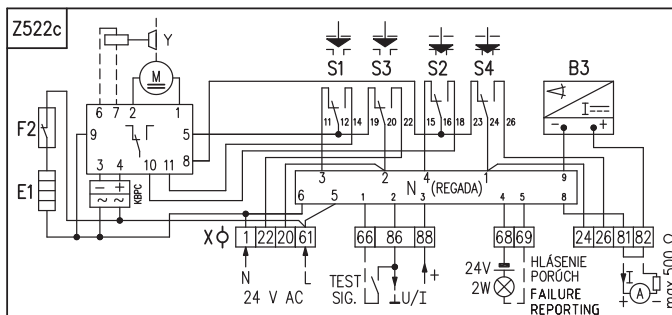 Z522c
Y
S1 S3 S2 S4 B3
M
6 7 2 1
I
F2
9 5
11 12 14 19 20 22 15 16 18 23 24 26
- +
8
3 4 10 11
- +
~ ~
KBPC
E1
3 2 4 1 9
N (REGADA)
6 5 1 2 3 4 5 8
X 1 22 20 61 66 86 88 68 69 24 26 81 82
N L
24 V AC
TEST
SIG.
⊥U/I
+
24V
2W
HLÁSENIE
PORÚCH
FAILURE
REPORTING
I
+ A -
max 500 Ω